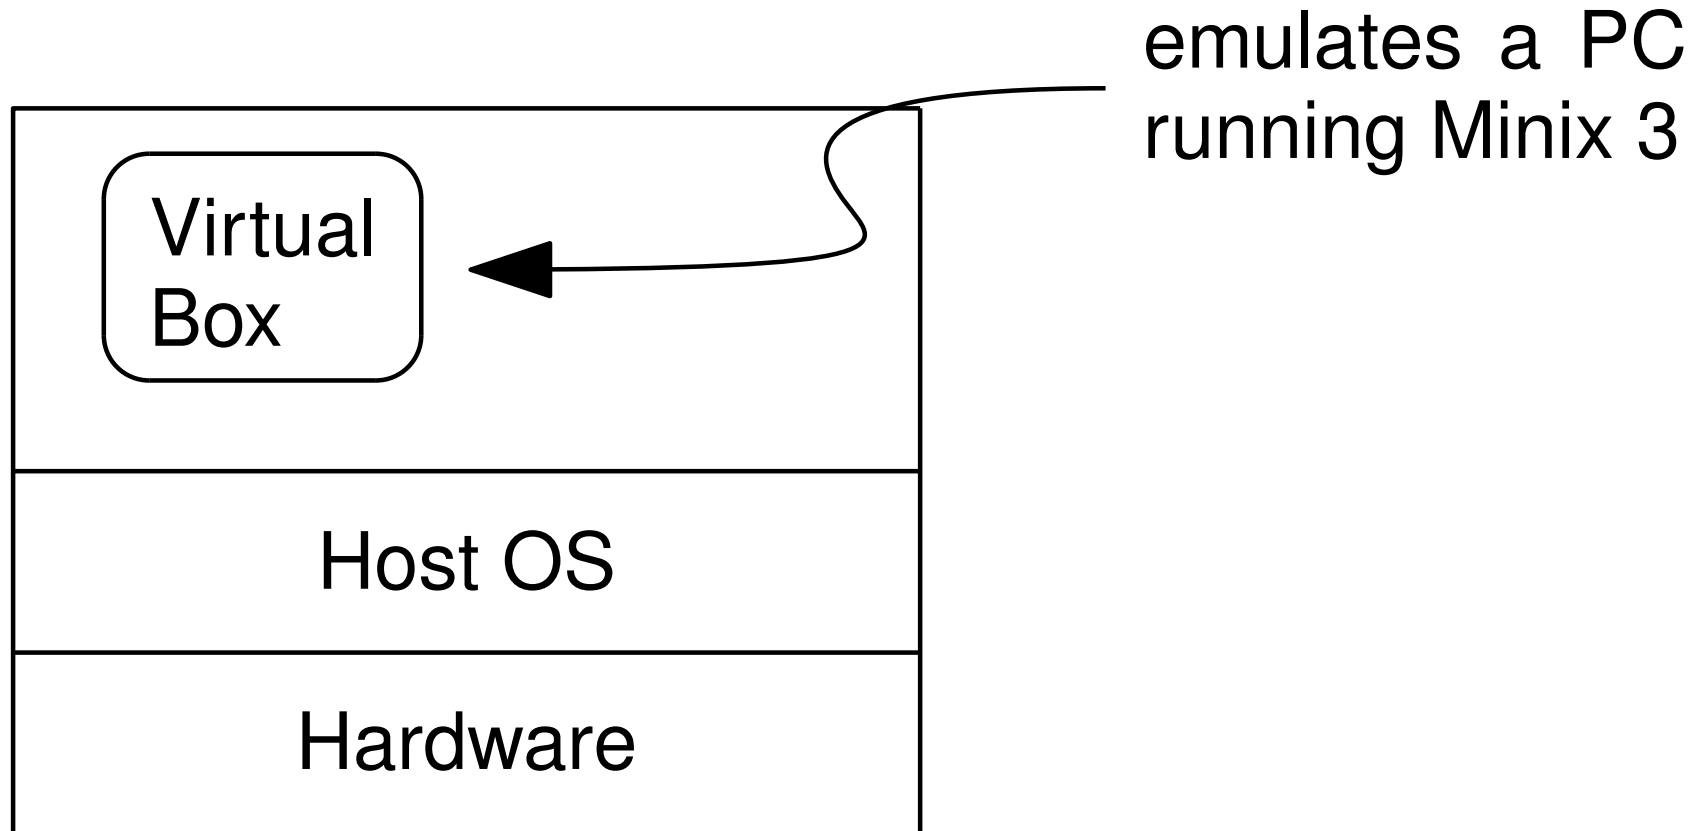 emulates a PC
running Minix 3
Virtual
Box
Host OS
Hardware